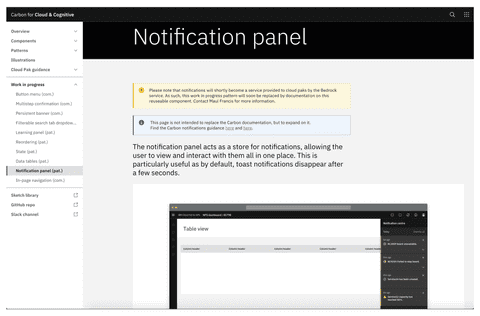 Carbon for Cloud & Cognitive
Notification panel
Overview
Components
Patterns
Illustrations
Cloud Pak guidance
Work in progress
Button menu (com.)
Multistep confirmation (com.)
Persistent banner (com.)
Filterable search tab dropdow...
Learning panel (pat.)
Reordering (pat.)
State (pat.)
Data tables (pat.)
Notification panel (pat.)
In-page navigation (com.)
Sketch library
GitHub repo
Slack channel
Please note that notifications will shortly become a service provided to cloud paks by the Bedrock
service. As such, this work in progress pattern will soon be replaced by documentation on this
reuseable component. Contact for more information.
This page is not intended to replace the Carbon documentation, but to expand on it.
Find the Carbon notifications guidance here and here.
The notification panel acts as a store for notifications, allowing the
user to view and interact with them all in one place. This is
particularly useful as by default, toast notifications disappear after
a few seconds.
Table view